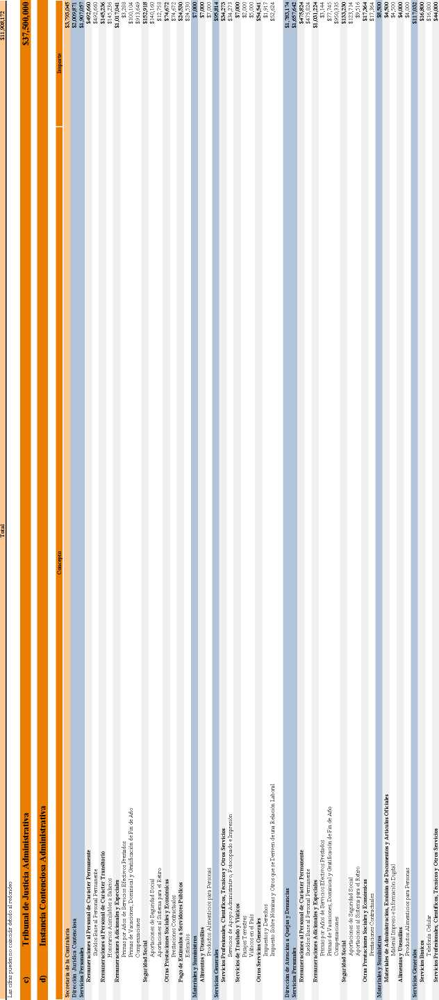 Total $11,908,172
Las cifras pueden no coincidir debido al redondeo
c) Tribunal de Justicia Administrativa $37,500,000
d) Instancia Contenciosa Administrativa
Concepto Importe
Secretaría de la Contraloría $3,793,045
Dirección Jurídica Contenciosa $2,009,871
Servicios Personales $1,907,057
Remuneraciones al Personal de Carácter Permanente $492,660
Sueldos Base al Personal Permanente $492,660
Remuneraciones al Personal de Carácter Transitorio $145,236
Honorarios Asimilables a Salarios $145,236
Remuneraciones Adicionales y Especiales $1,017,041
Primas por Años de Servicios Efectivos Prestados $3,288
Primas de Vacaciones, Dominical y Gratificación de Fin de Año $100,104
Compensaciones $913,649
Seguridad Social $152,918
Aportaciones de Seguridad Social $140,160
Aportaciones al Sistema para el Retiro $12,758
Otras Prestaciones Sociales y Económicas $74,672
Prestaciones Contractuales $74,672
Pago de Estímulos a Servidores Públicos $24,530
Estímulos $24,530
Materiales y Suministros $7,000
Alimentos y Utensilios $7,000
Productos Alimenticios para Personas $7,000
Servicios Generales $95,814
Servicios Profesionales, Científicos, Técnicos y Otros Servicios $34,273
Servicios de Apoyo Administrativo, Fotocopiado e Impresión $34,273
Servicios de Traslado y Viáticos $7,000
Pasajes Terrestres $2,000
Viáticos en el País $5,000
Otros Servicios Generales $54,541
Impuestos y Derechos $1,917
Impuesto Sobre Nóminas y Otros que se Deriven de una Relación Laboral $52,624
Dirección de Atención a Quejas y Denuncias $1,783,174
Servicios Personales $1,657,642
Remuneraciones al Personal de Carácter Permanente $475,824
Sueldos Base al Personal Permanente $475,824
Remuneraciones Adicionales y Especiales $1,031,224
Primas por Años de Servicios Efectivos Prestados $3,144
Primas de Vacaciones, Dominical y Gratificación de Fin de Año $77,745
Compensaciones $950,335
Seguridad Social $133,230
Aportaciones de Seguridad Social $123,714
Aportaciones al Sistema para el Retiro $9,516
Otras Prestaciones Sociales y Económicas $17,364
Prestaciones Contractuales $17,364
Materiales y Suministros $8,500
Materiales de Administración, Emisión de Documentos y Artículos Oficiales $4,500
Material Impreso e Información Digital $4,500
Alimentos y Utensilios $4,000
Productos Alimenticios para Personas $4,000
Servicios Generales $117,032
Servicios Básicos $16,800
Telefonía Celular $16,800
Servicios Profesionales, Científicos, Técnicos y Otros Servicios $44,000